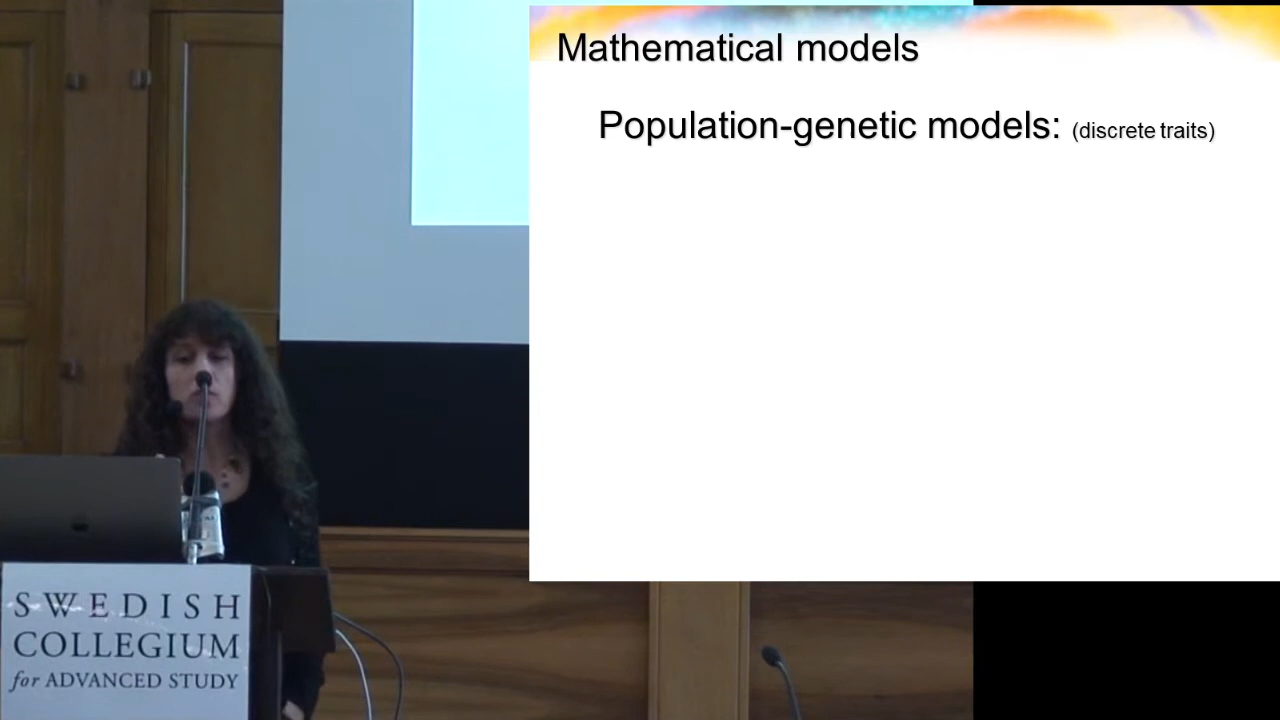 Mathematical models
Population-genetic models: (discrete traits)
SWEDISH
COLLEGIUM
for ADVANCED STUDY